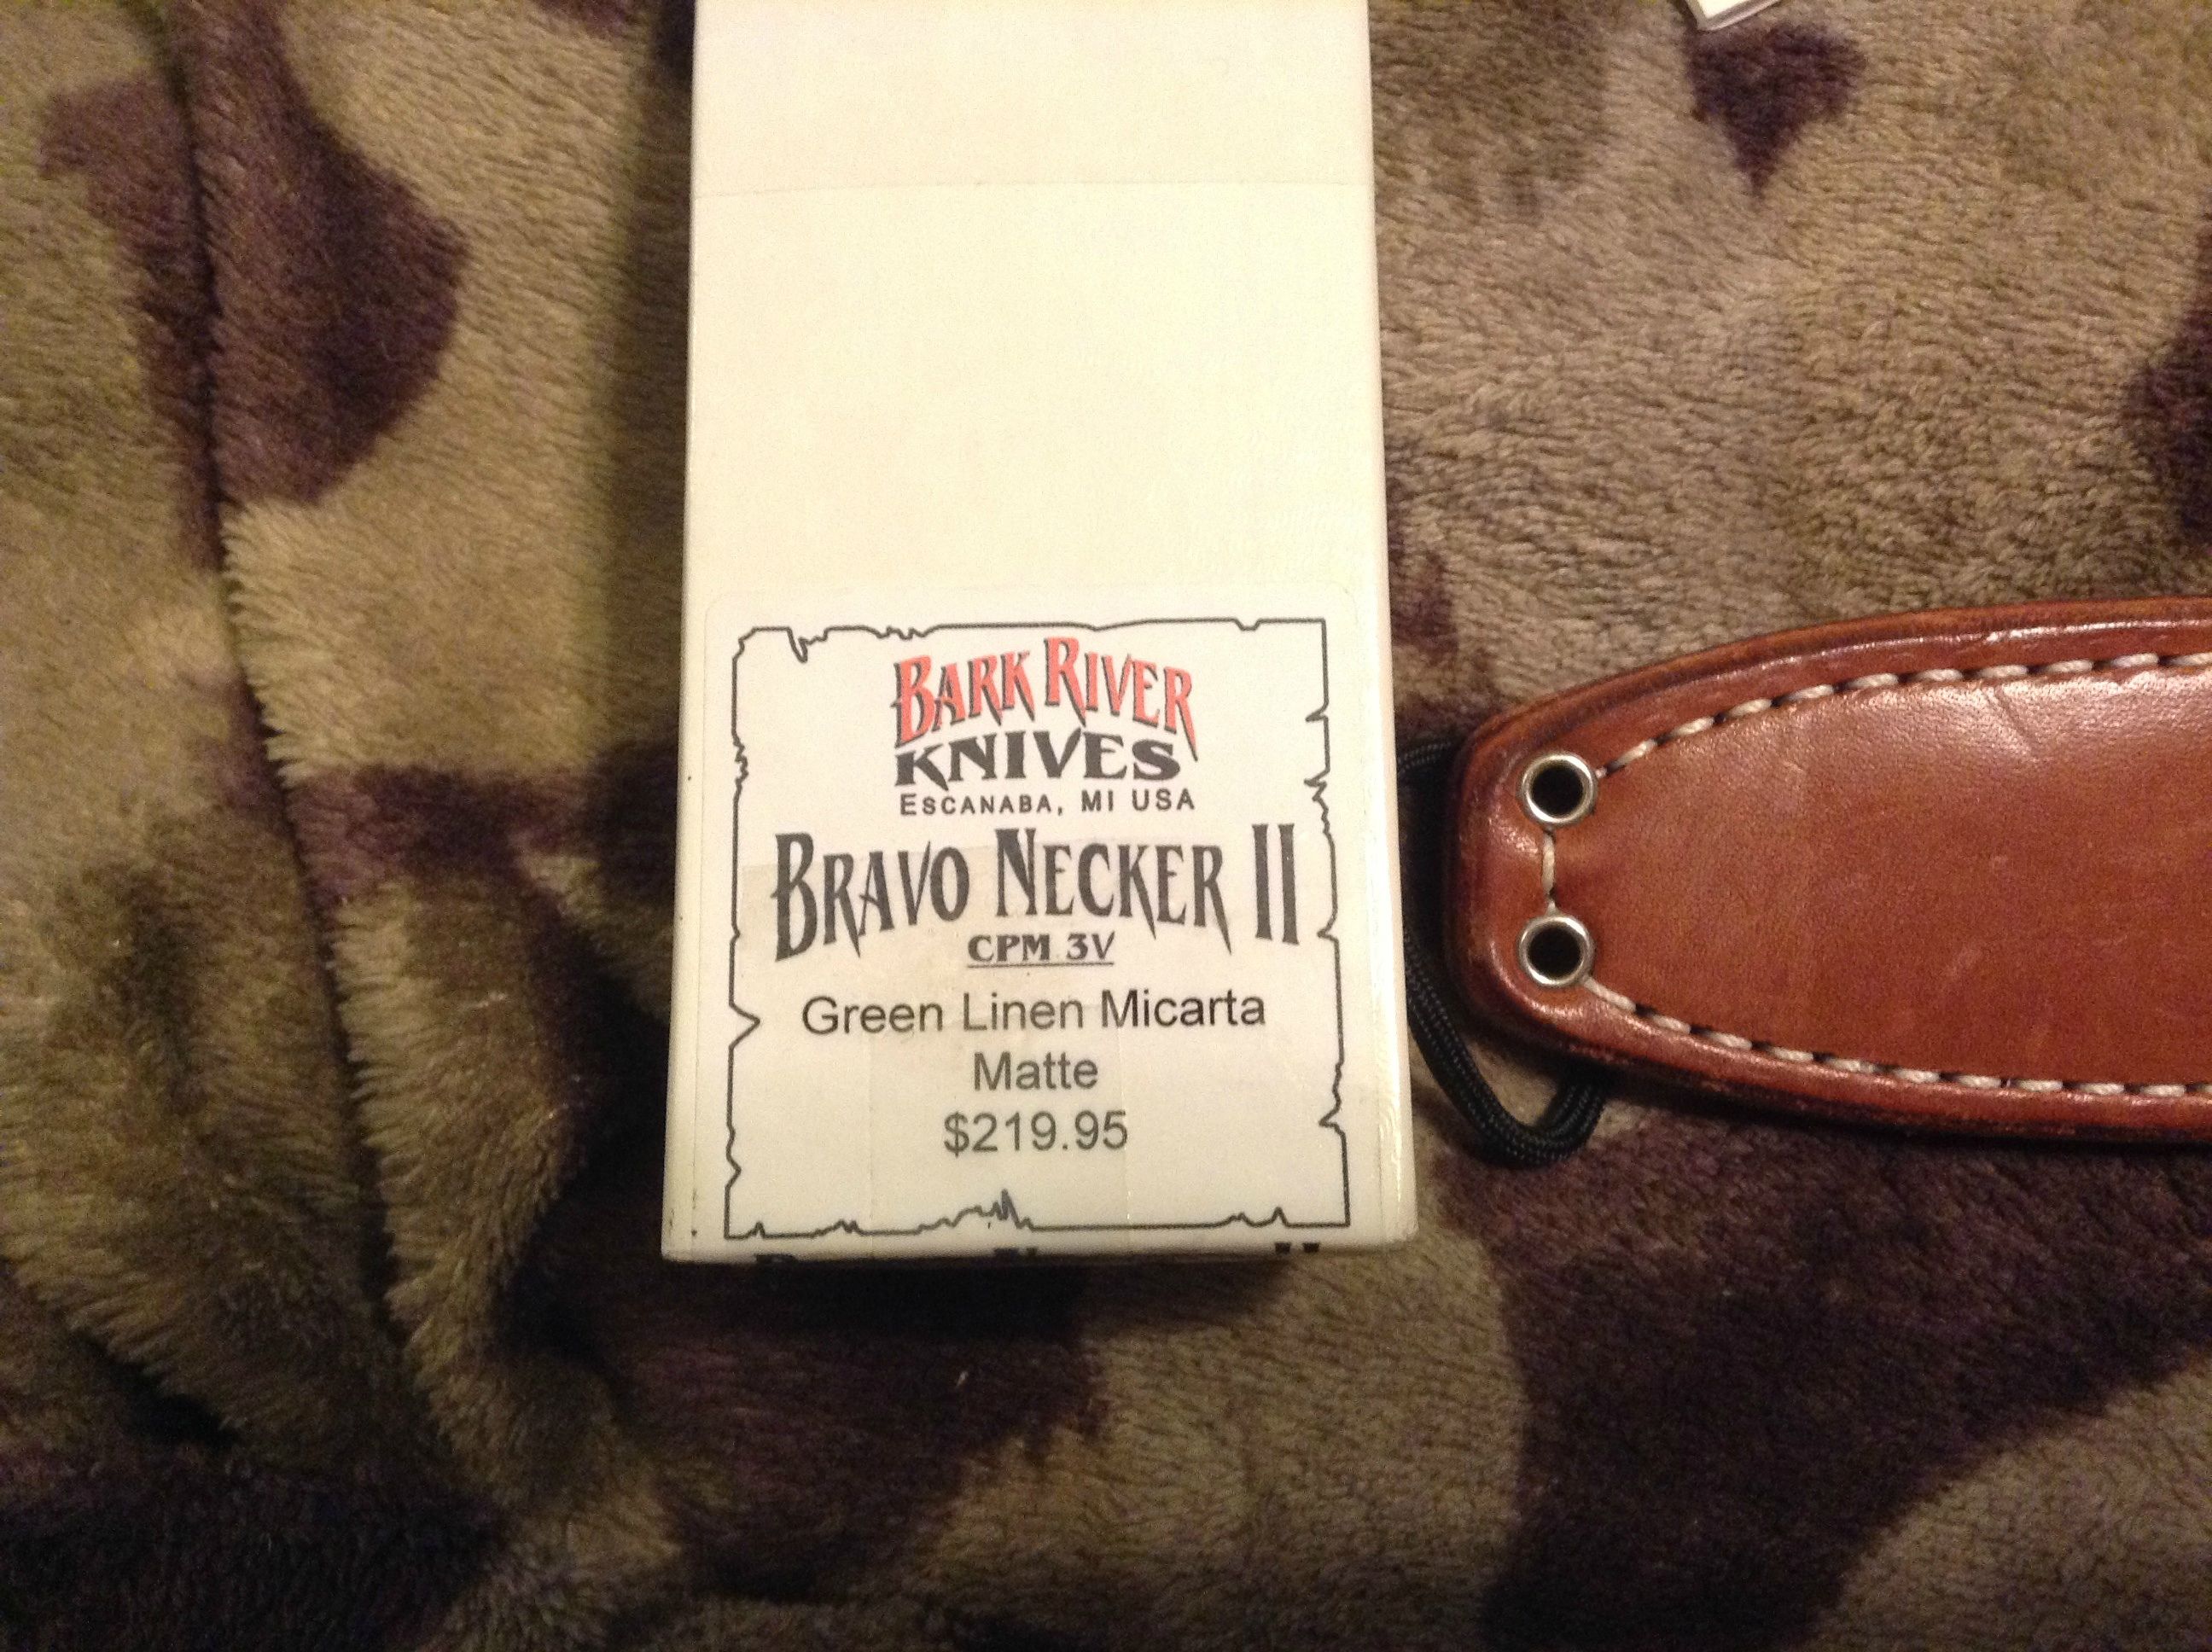 BARK RIVER
KNIVES
ESCANABA, MI USA
BRAVO NECKER II
CPM 3V
Green Linen Micarta
Matte
$219.95